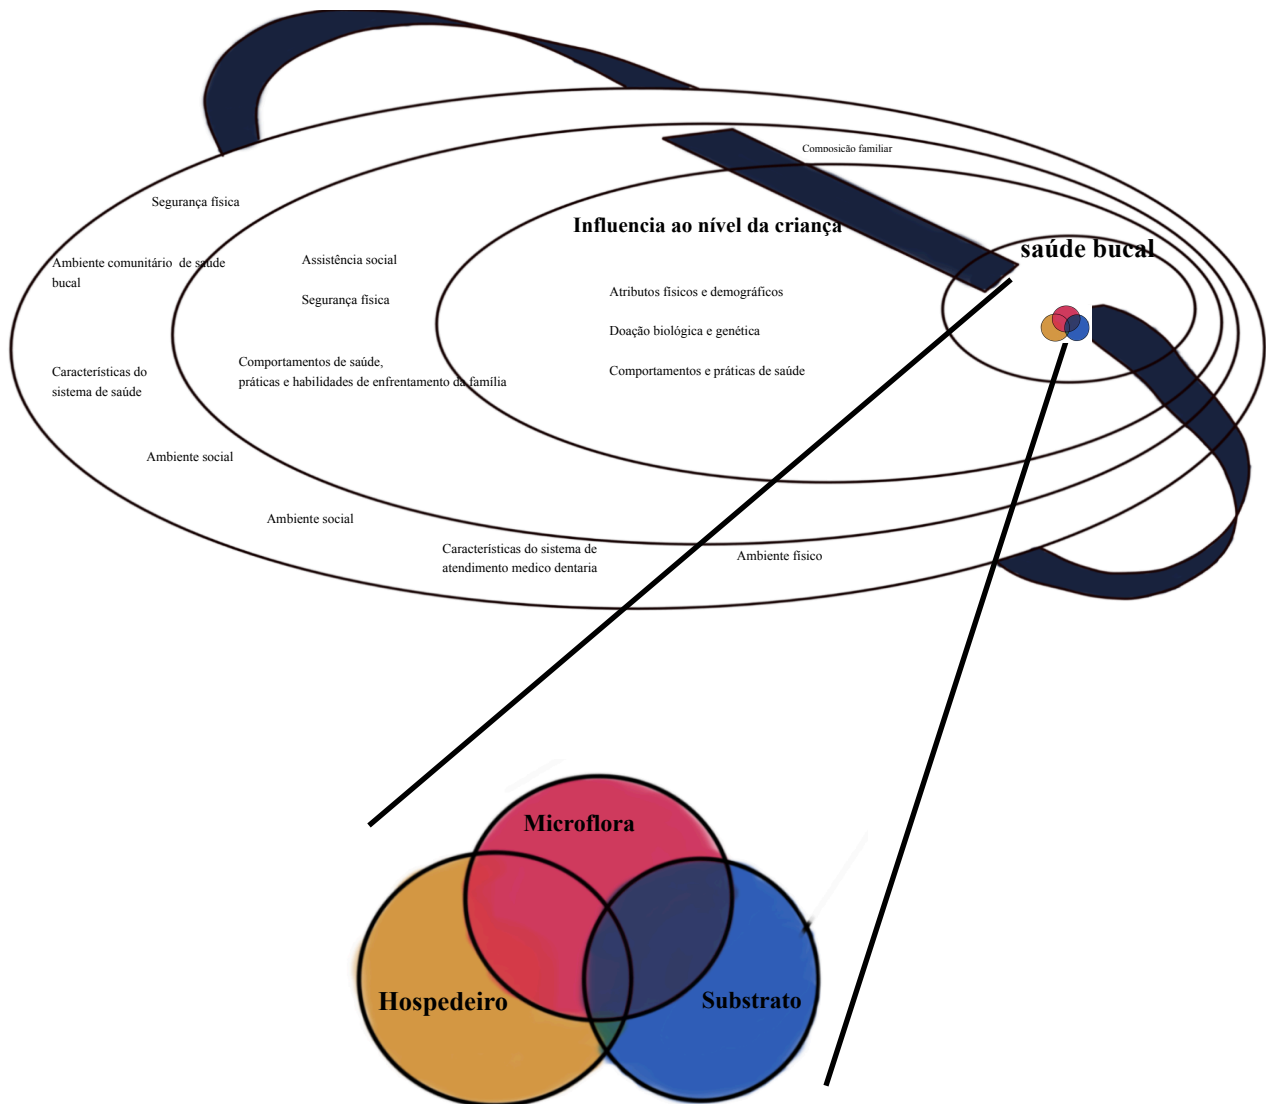 Composicão familiar
Segurança física
Influencia ao nível da criança
saúde bucal
Ambiente comunitário  de saúde
bucal
Assistência social
Segurança física
Atributos físicos e demográficos
Doação biológica e genética
Comportamentos de saúde,
práticas e habilidades de enfrentamento da família
Comportamentos e práticas de saúde
Características do
sistema de saúde
Ambiente social
Ambiente social
Características do sistema de
atendimento medico dentaria
Ambiente físico
Microflora
Hospedeiro
Substrato